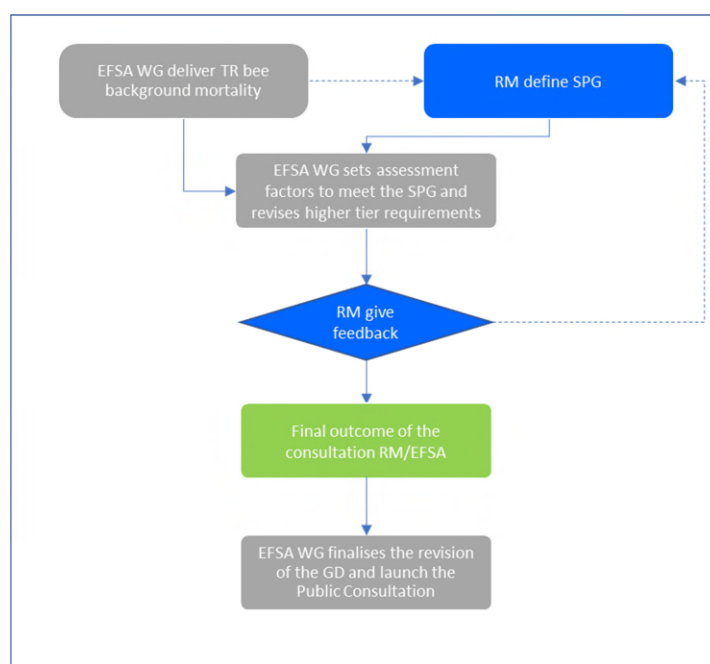 EFSA WG deliver TR bee
background mortality
RM define SPG
EFSA WG sets assessment
factors to meet the SPG and
revises higher tier requirements
RM give
feedback
Final outcome of the
consultation RM/EFSA
EFSA WG finalises the revision
of the GD and launch the
Public Consultation